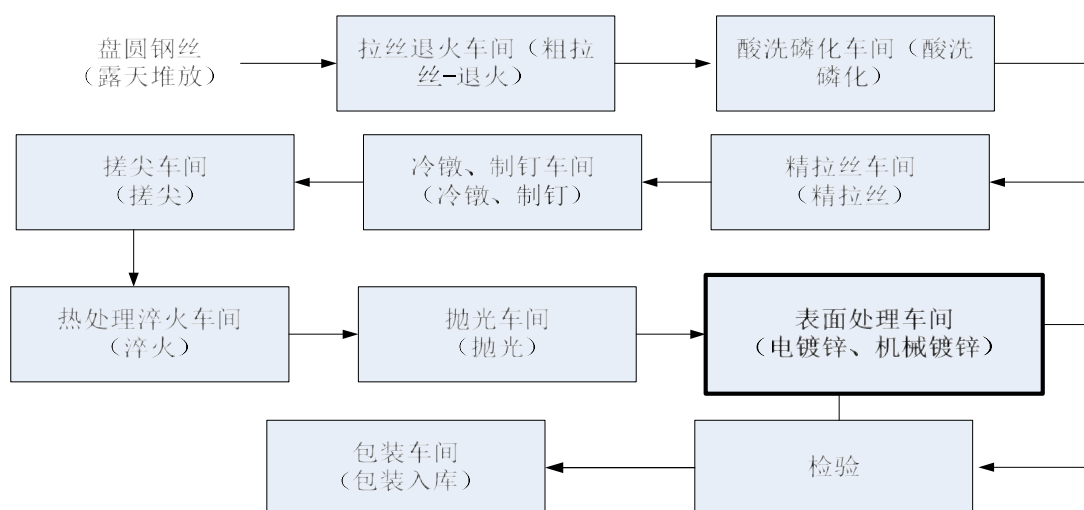 盘圆钢丝
（露天堆放）
拉丝退火车间（粗拉
丝-退火）
酸洗磷化车间（酸洗
磷化）
搓尖车间
（搓尖）
冷镦、制钉车间
（冷镦、制钉）
精拉丝车间
（精拉丝）
热处理淬火车间
（淬火）
抛光车间
（抛光）
表面处理车间
（电镀锌、机械镀锌）
包装车间
（包装入库）
检验